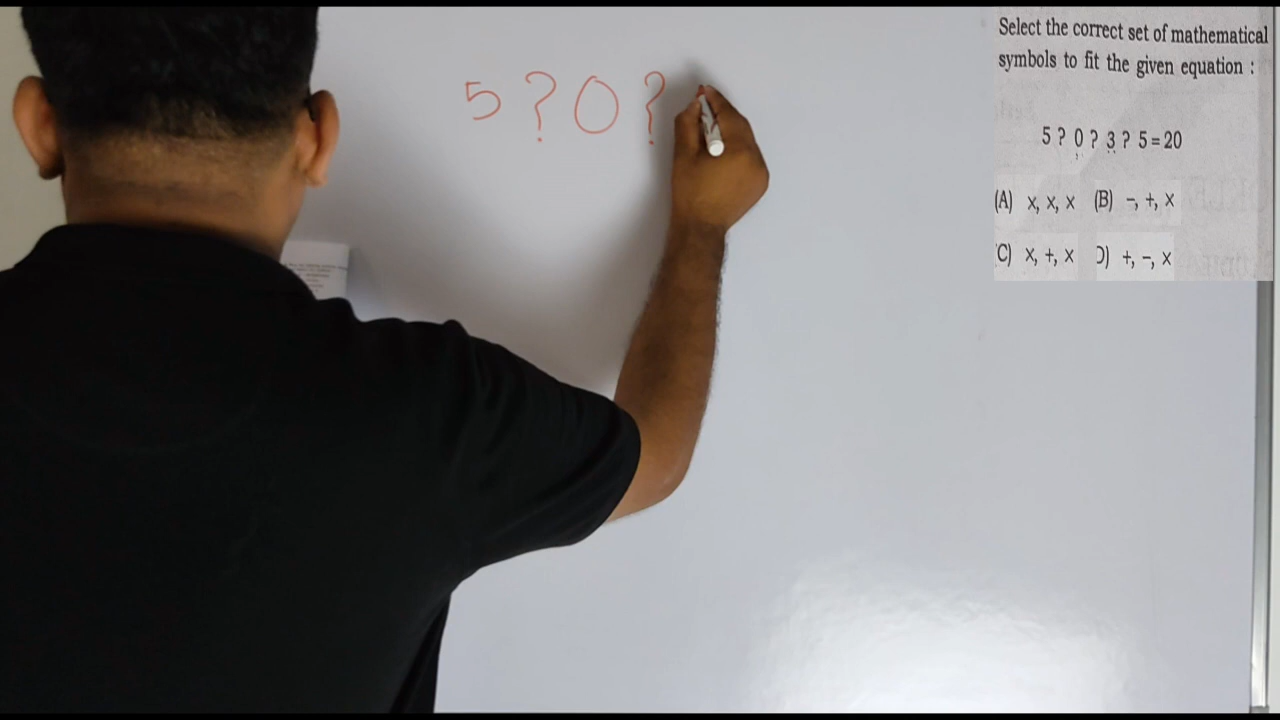 5 ? 0 ?
Select the correct set of mathematical
symbols to fit the given equation :
5 ? 0 ? 3 ? 5 = 20
(A) x, x, x (B) -, +, x
C) x, +, x D) +, -, x